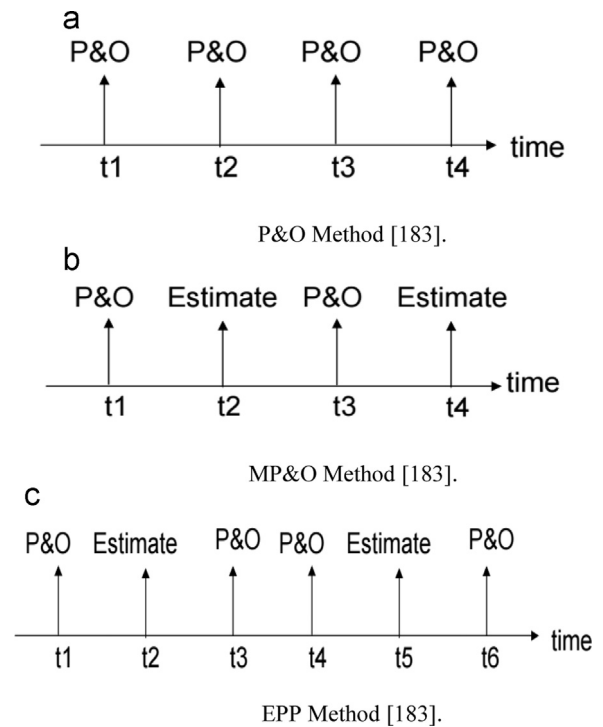 a
P&O P&O P&O P&O
t1 t2 t3 t4 time
P&O Method [183].
b
P&O Estimate P&O Estimate
t1 t2 t3 t4 time
MP&O Method [183].
c
P&O Estimate P&O P&O Estimate P&O
t1 t2 t3 t4 t5 t6 time
EPP Method [183].